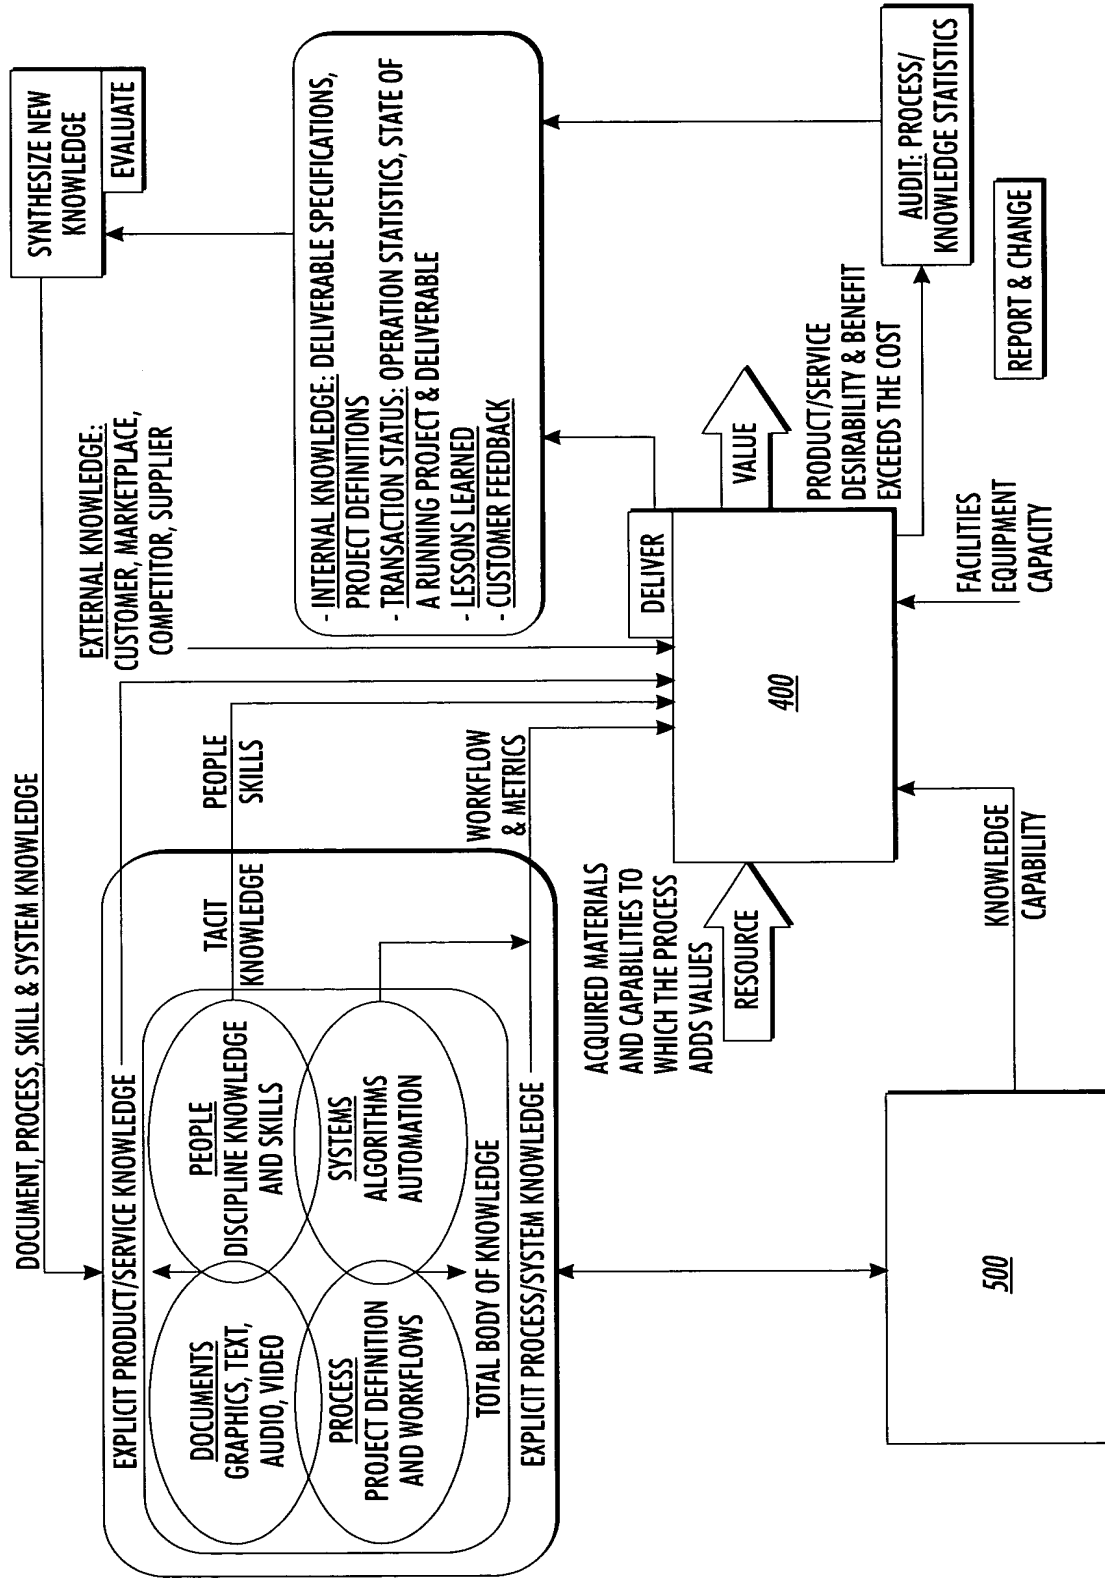 DOCUMENT, PROCESS, SKILL & SYSTEM KNOWLEDGE
SYNTHESIZE NEW
KNOWLEDGE
EVALUATE
EXTERNAL KNOWLEDGE:
CUSTOMER, MARKETPLACE,
COMPETITOR, SUPPLIER
EXPLICIT PRODUCT/SERVICE KNOWLEDGE
DOCUMENTS
GRAPHICS, TEXT,
AUDIO, VIDEO
PEOPLE
DISCIPLINE KNOWLEDGE
AND SKILLS
PROCESS
PROJECT DEFINITION
AND WORKFLOWS
SYSTEMS
ALGORITHMS
AUTOMATION
TOTAL BODY OF KNOWLEDGE
EXPLICIT PROCESS/SYSTEM KNOWLEDGE
TACIT
KNOWLEDGE
PEOPLE
SKILLS
WORKFLOW
& METRICS
- INTERNAL KNOWLEDGE: DELIVERABLE SPECIFICATIONS,
PROJECT DEFINITIONS
- TRANSACTION STATUS: OPERATION STATISTICS, STATE OF
A RUNNING PROJECT & DELIVERABLE
- LESSONS LEARNED
- CUSTOMER FEEDBACK
ACQUIRED MATERIALS
AND CAPABILITIES TO
WHICH THE PROCESS
ADDS VALUES
RESOURCE
DELIVER
400
VALUE
PRODUCT/SERVICE
DESIRABILITY & BENEFIT
EXCEEDS THE COST
AUDIT: PROCESS/
KNOWLEDGE STATISTICS
REPORT & CHANGE
FACILITIES
EQUIPMENT
CAPACITY
KNOWLEDGE
CAPABILITY
500